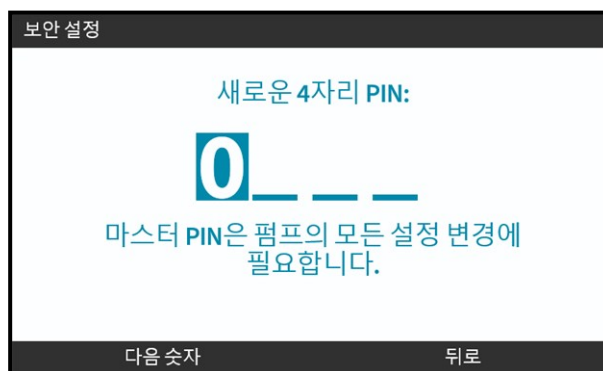 보안 설정
새로운 4자리 PIN:
0_ _ _
마스터 PIN은 펌프의 모든 설정 변경에
필요합니다.
다음 숫자 뒤로